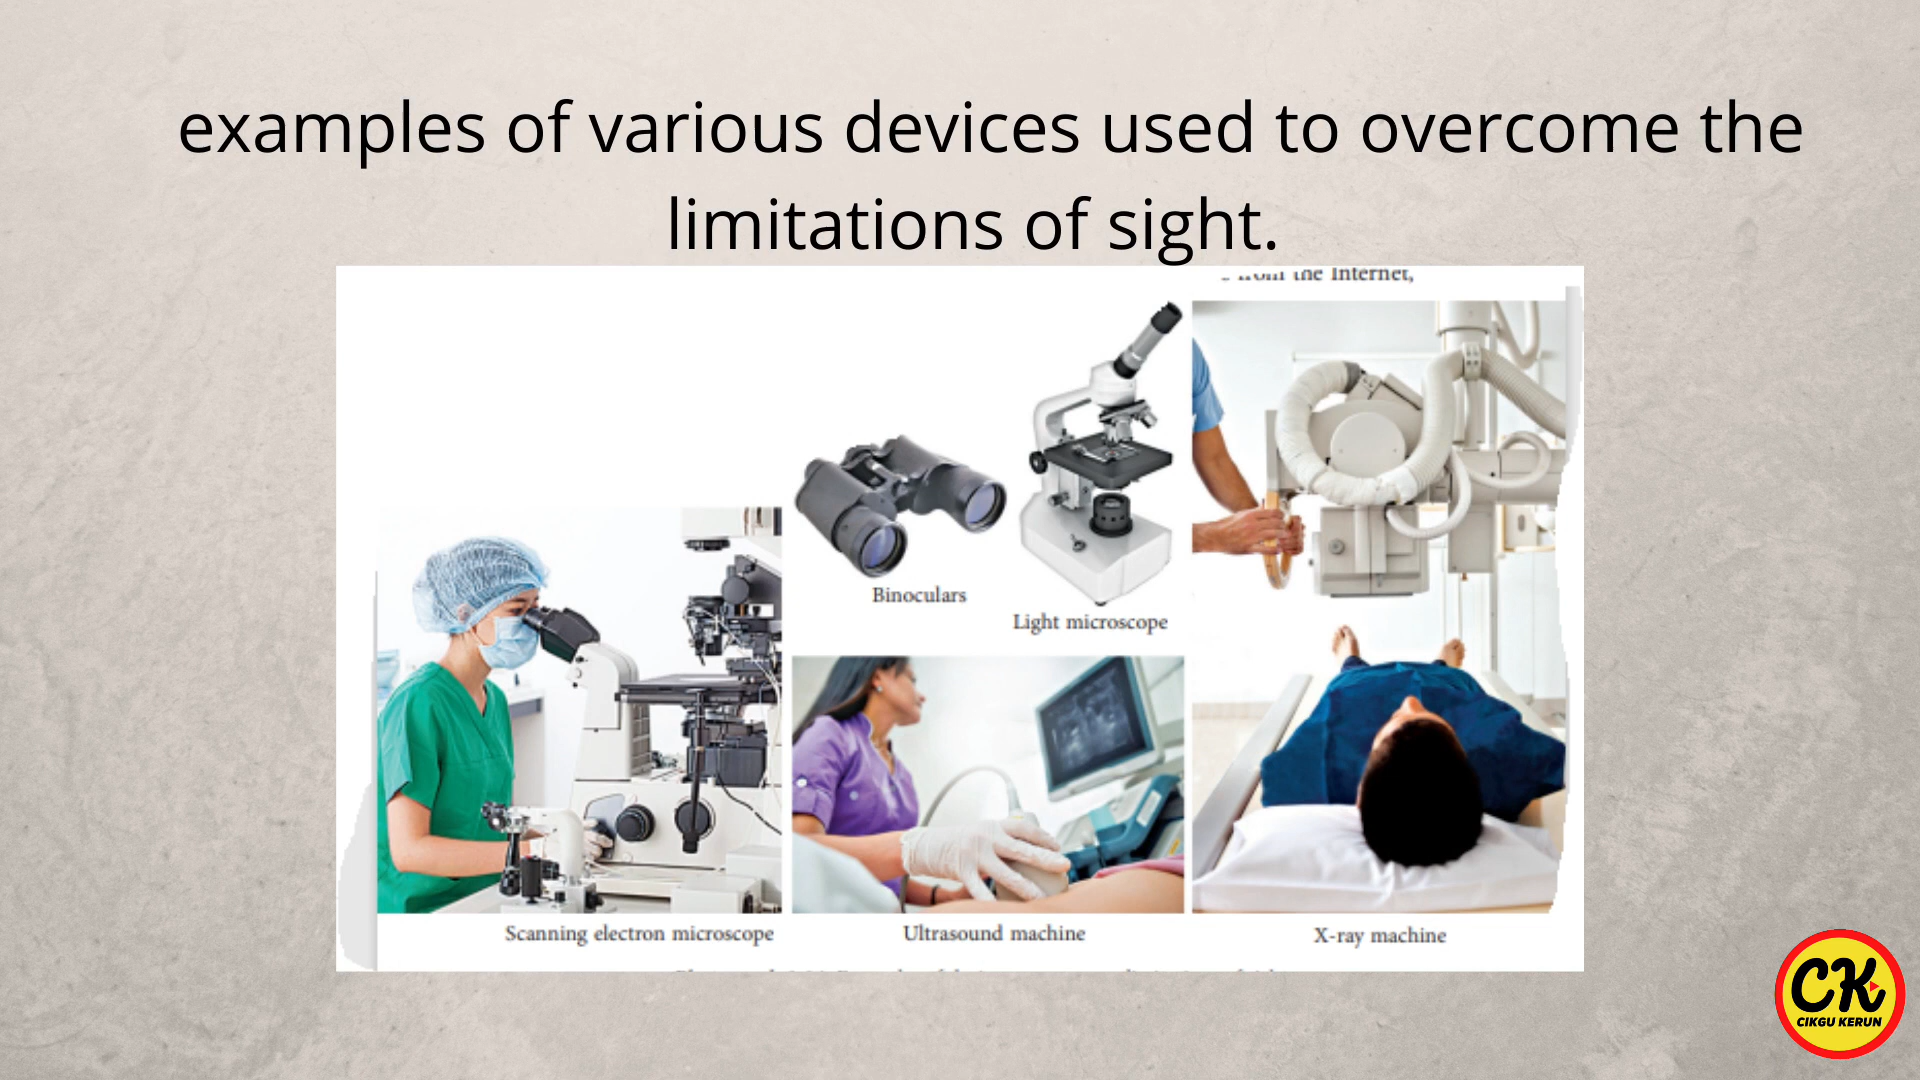 examples of various devices used to overcome the
limitations of sight.
from the Internet,
Binoculars
Light microscope
Scanning electron microscope
Ultrasound machine
X-ray machine
CK
CIKGU KERUN